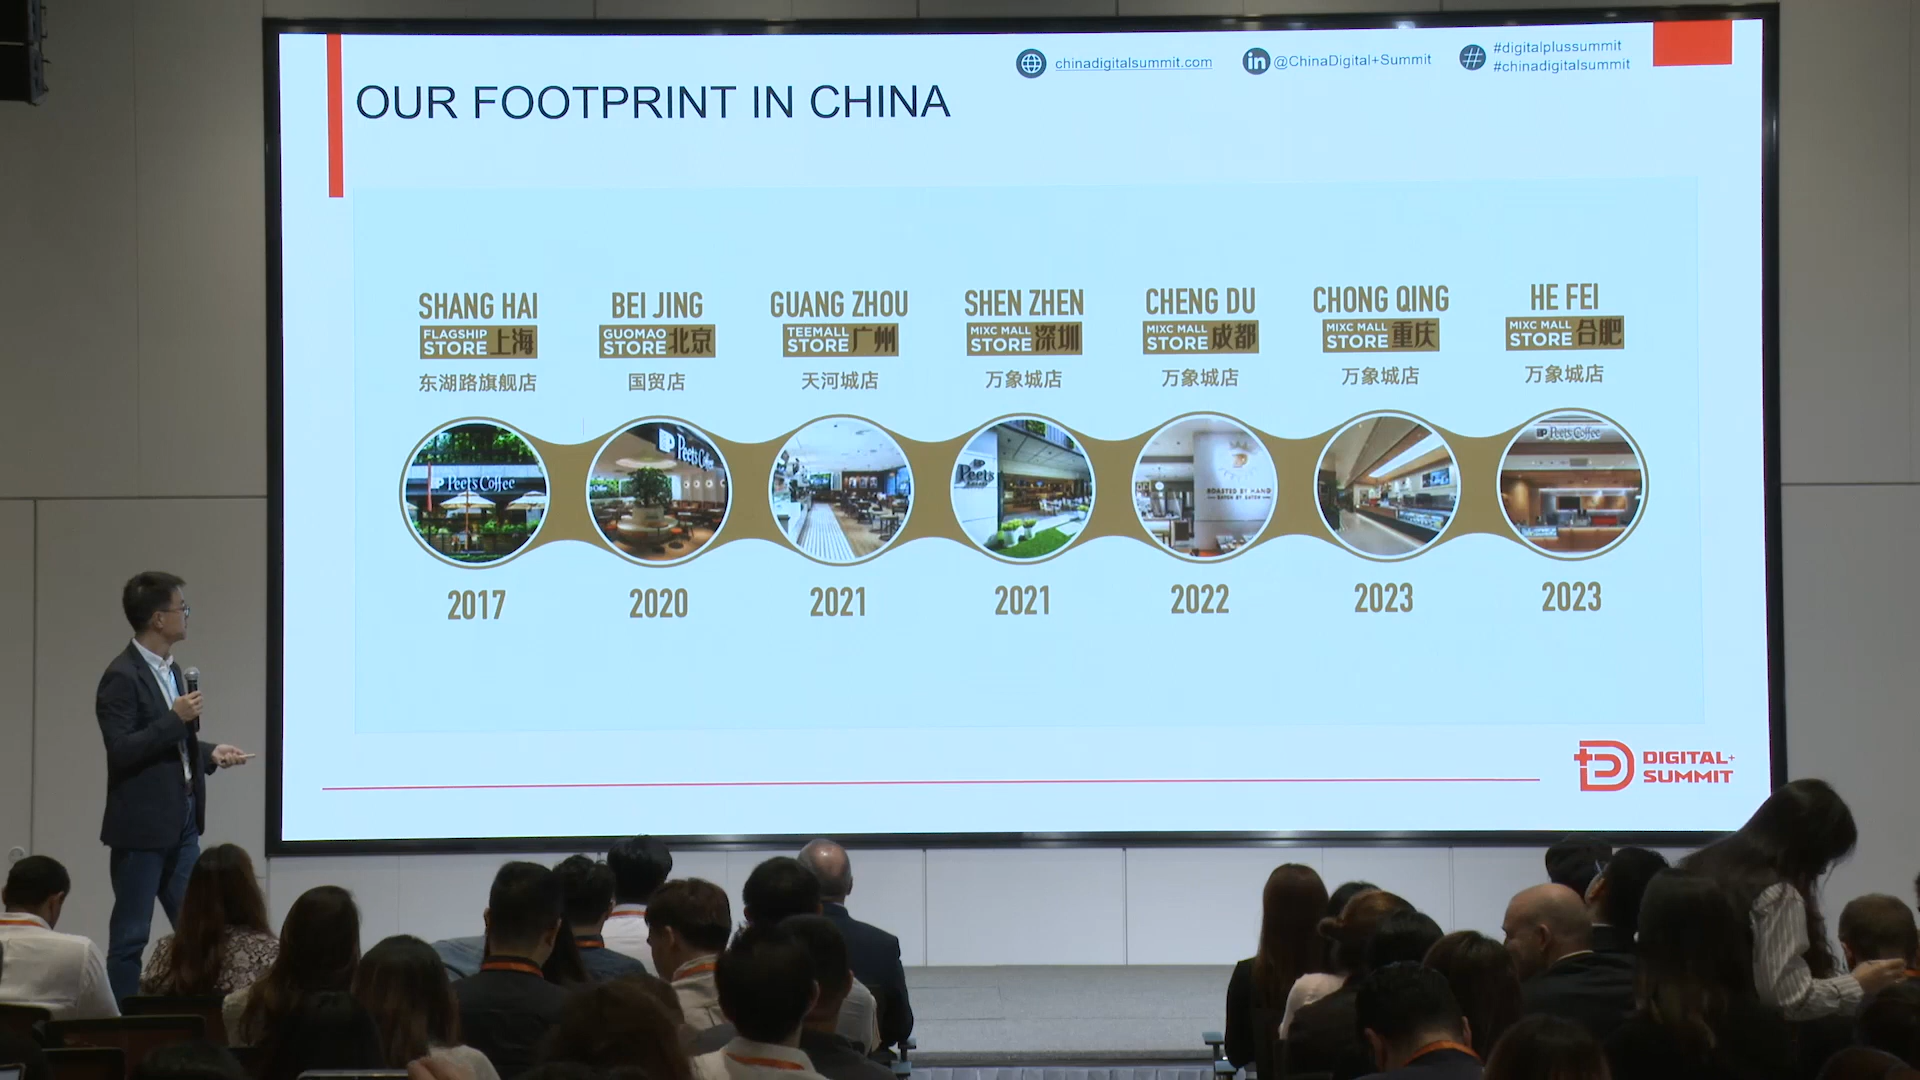 chinadigitalsummit.com
@ChinaDigital+Summit
#digitalplussummit
#chinadigitalsummit
OUR FOOTPRINT IN CHINA
SHANG HAI
FLAGSHIP
STORE 上海
东湖路旗舰店
BEI JING
GUOMAO
STORE 北京
国贸店
GUANG ZHOU
TEEMALL
STORE 广州
天河城店
SHEN ZHEN
MIXC MALL
STORE 深圳
万象城店
CHENG DU
MIXC MALL
STORE 成都
万象城店
CHONG QING
MIXC MALL
STORE 重庆
万象城店
HE FEI
MIXC MALL
STORE 合肥
万象城店
Peet's Coffee
Peet's Coffee
Peet's
ROASTED BY HAND
Peet's Coffee
2017
2020
2021
2021
2022
2023
2023
DIGITAL+
SUMMIT